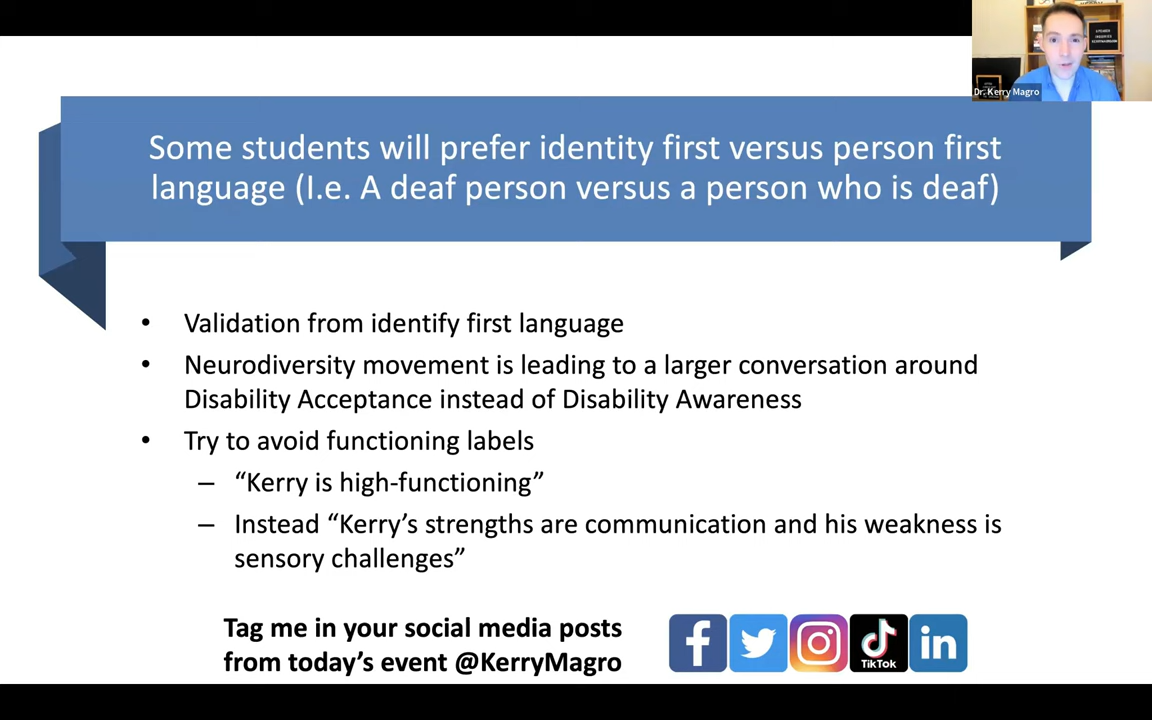 Dr. Kerry Magro
Some students will prefer identity first versus person first
language (I.e. A deaf person versus a person who is deaf)
• Validation from identify first language
• Neurodiversity movement is leading to a larger conversation around
Disability Acceptance instead of Disability Awareness
• Try to avoid functioning labels
– “Kerry is high-functioning”
– Instead “Kerry’s strengths are communication and his weakness is
sensory challenges”
Tag me in your social media posts
from today’s event @KerryMagro
f
TikTok
in